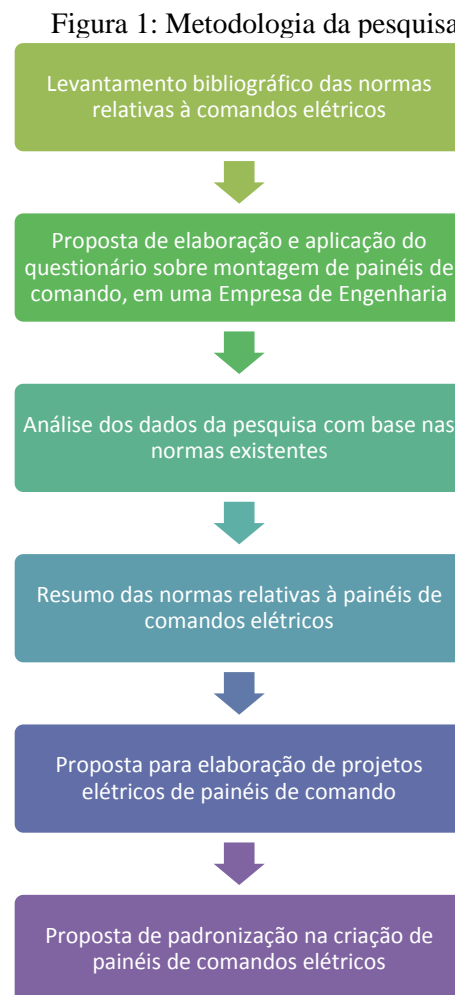 Figura 1: Metodologia da pesquisa
Levantamento bibliográfico das normas
relativas à comandos elétricos
Proposta de elaboração e aplicação do
questionário sobre montagem de painéis de
comando, em uma Empresa de Engenharia
Análise dos dados da pesquisa com base nas
normas existentes
Resumo das normas relativas à painéis de
comandos elétricos
Proposta para elaboração de projetos
elétricos de painéis de comando
Proposta de padronização na criação de
painéis de comandos elétricos